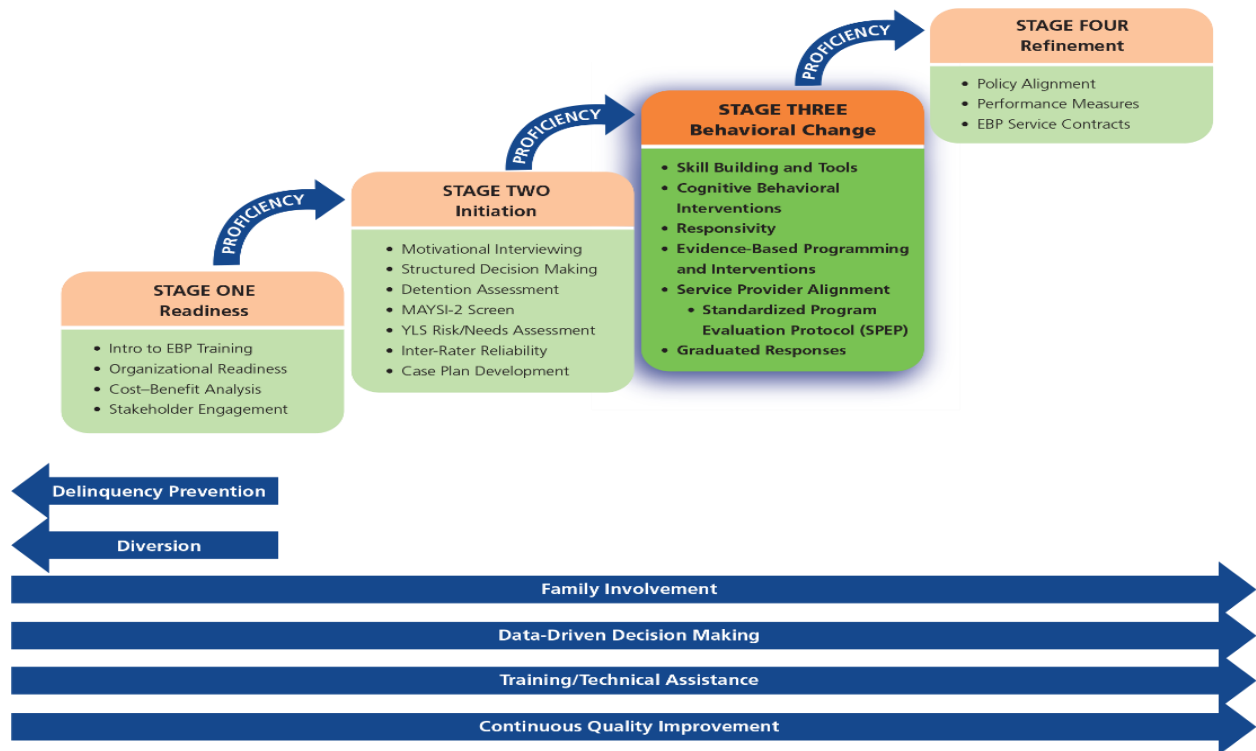 STAGE FOUR
Refinement
• Policy Alignment
• Performance Measures
• EBP Service Contracts
PROFICIENCY
STAGE THREE
Behavioral Change
• Skill Building and Tools
• Cognitive Behavioral
Interventions
• Responsivity
• Evidence-Based Programming
and Interventions
• Service Provider Alignment
• Standardized Program
Evaluation Protocol (SPEP)
• Graduated Responses
PROFICIENCY
STAGE TWO
Initiation
• Motivational Interviewing
• Structured Decision Making
• Detention Assessment
• MAYSI-2 Screen
• YLS Risk/Needs Assessment
• Inter-Rater Reliability
• Case Plan Development
PROFICIENCY
STAGE ONE
Readiness
• Intro to EBP Training
• Organizational Readiness
• Cost–Benefit Analysis
• Stakeholder Engagement
Delinquency Prevention
Diversion
Family Involvement
Data-Driven Decision Making
Training/Technical Assistance
Continuous Quality Improvement